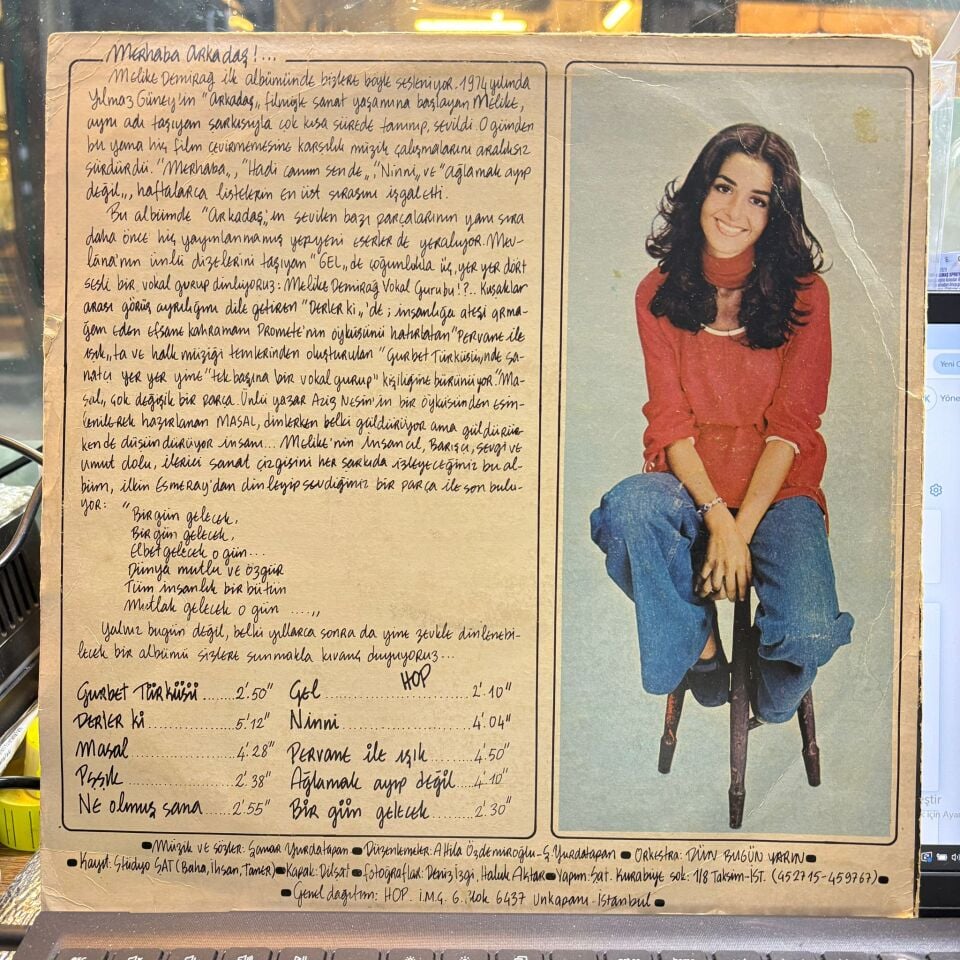 Merhaba Arkadaş!...
Melike Demirağ ilk albümünde bizlere böyle sesleniyor. 1974 yılında
Yılmaz Güney'in "Arkadaş„ filmiyle sanat yaşamına başlayan Melike,
aynı adı taşıyan şarkısıyla çok kısa sürede tanınıp, sevildi. O günden
bu yana hiç film çevirmemesine karşılık müzik çalışmalarını aralıksız
sürdürdü. "Merhaba„, "Hadi canım sen de„, "Ninni„ ve "Ağlamak ayıp
değil„, haftalarca listelerin en üst sırasını işgal etti.
Bu albümde "Arkadaş„'ın sevilen bazı parçalarının yanı sıra
daha önce hiç yayınlanmamış yepyeni eserler de yeralıyor. Mev-
lâna'nın ünlü dizelerini taşıyan "GEL„ de çoğunlukla üç, yer yer dört
sesli bir vokal gurup dinliyoruz: Melike Demirağ Vokal Gurubu!?.. Kuşaklar
arası görüş ayrılığını dile getiren "Derler ki„ de; insanlığa ateşi arma-
ğan eden efsane kahramanı Promete'nin öyküsünü hatırlatan "Pervane ile
ışık„ ta ve halk müziği temlerinden oluşturulan "Gurbet Türküsü„nde sa-
natçı yer yer yine "tek başına bir vokal gurup" kişiliğine bürünüyor "Ma-
sal„ çok değişik bir parça. Ünlü yazar Aziz Nesin'in bir öyküsünden esin-
lenilerek hazırlanan MASAL, dinlerken belki güldürüyor ama güldürür-
ken de düşündürüyor insanı... Melike'nin insancıl, Barışçı, sevgi ve
umut dolu, ilerici sanat çizgisini her şarkıda izleyeceğiniz bu al-
büm, ilkin Esmeray'dan dinleyip sevdiğimiz bir parça ile son bulu-
yor: "
Bir gün gelecek,
Bir gün gelecek,
Elbet gelecek o gün...
Dünya mutlu ve özgür
Tüm insanlık bir bütün
Mutlak gelecek o gün ....„
Yalnız bugün değil, belki yıllarca sonra da yine zevkle dinlenebi-
lecek bir albümü sizlere sunmakla kıvanç duyuyoruz...
HOP
Gurbet Türküsü......2'.50"
Derler ki...............5'12"
Masal...................4'28"
Pssık...................2'38"
Ne olmuş sana.........2'55"
Gel.......................2'.10"
Ninni.....................4'.04"
Pervane ile ışık.......4'50"
Ağlamak ayıp değil.....4'10"
Bir gün gelecek........2'30"
Müzik ve sözler: Şanar Yurdatapan Düzenlemeler: Attila Özdemiroğlu-Ş. Yurdatapan Orkestra: DÜN BUGÜN YARIN
Kayıt: Stüdyo SAT (Baha, İhsan, Taner) Kapak: Dilsat Fotoğraflar: Deniz İzgi, Haluk Aktar Yapım: Sat. Kurabiye sok: 1/8 Taksim-İST. (452715-459767)
Genel dağıtım: HOP. İ.M.Ç. 6. Blok 6437 Unkapanı-İstanbul